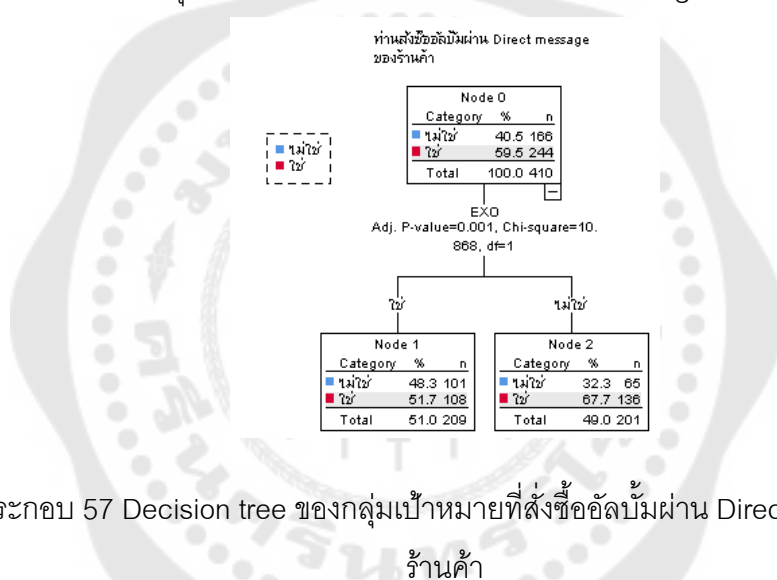 ท่านสั่งซื้ออัลบั้มผ่าน Direct message
ของร้านค้า
Node 0
Category % n
ไม่ใช่ 40.5 166
ใช่ 59.5 244
Total 100.0 410
ไม่ใช่
ใช่
EXO
Adj. P-value=0.001, Chi-square=10.
868, df=1
ใช่
ไม่ใช่
Node 1
Category % n
ไม่ใช่ 48.3 101
ใช่ 51.7 108
Total 51.0 209
Node 2
Category % n
ไม่ใช่ 32.3 65
ใช่ 67.7 136
Total 49.0 201
ระกอบ 57 Decision tree ของกลุ่มเป้าหมายที่สั่งซื้ออัลบั้มผ่าน Direc
ร้านค้า